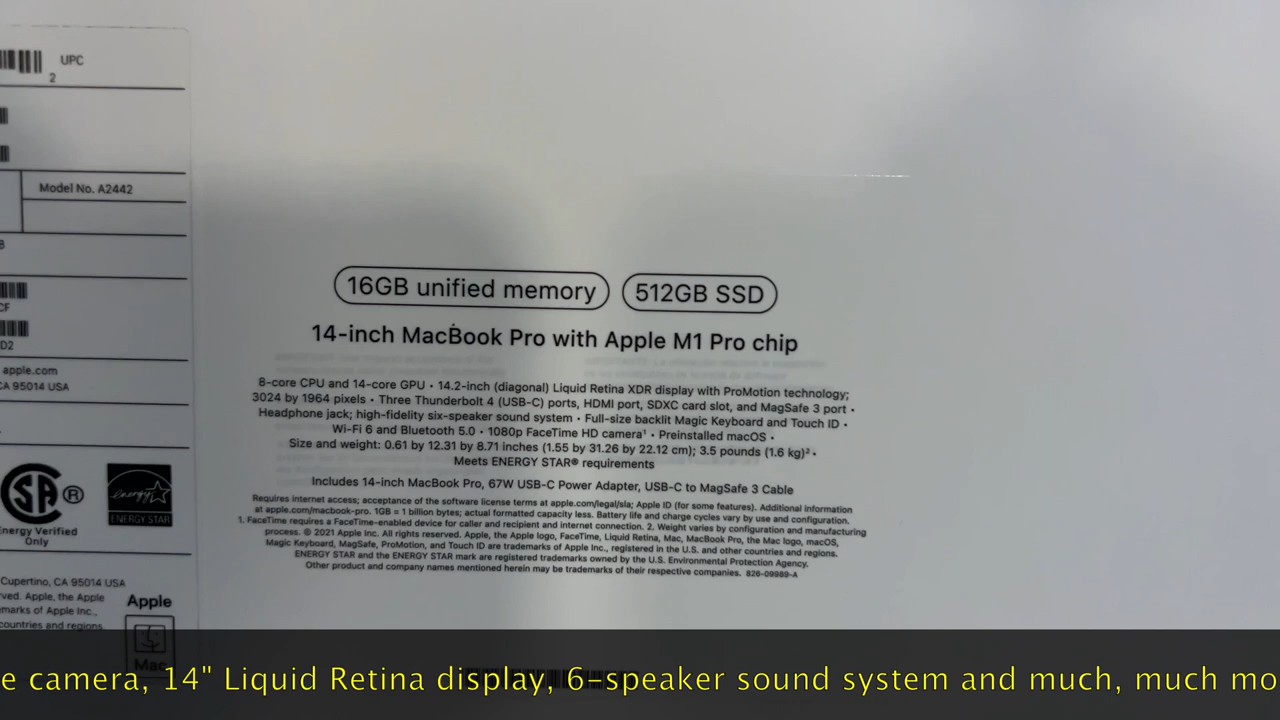 UPC
2
Model No. A2442
B
CF
D2
apple.com
CA 95014 USA
SA ®
energy
ENERGY STAR
Energy Verified
Only
Cupertino, CA 95014 USA
Apple, the Apple
countries and regions.
Apple
Mac
16GB unified memory
512GB SSD
14-inch MacBook Pro with Apple M1 Pro chip
8-core CPU and 14-core GPU • 14.2-inch (diagonal) Liquid Retina XDR display with ProMotion technology;
3024 by 1964 pixels • Three Thunderbolt 4 (USB-C) ports, HDMI port, SDXC card slot, and MagSafe 3 port •
Headphone jack; high-fidelity six-speaker sound system • Full-size backlit Magic Keyboard and Touch ID •
Wi-Fi 6 and Bluetooth 5.0 • 1080p FaceTime HD camera¹ • Preinstalled macOS •
Size and weight: 0.61 by 12.31 by 8.71 inches (1.55 by 31.26 by 22.12 cm); 3.5 pounds (1.6 kg)² •
Meets ENERGY STAR® requirements
Includes 14-inch MacBook Pro, 67W USB-C Power Adapter, USB-C to MagSafe 3 Cable
Requires internet access; acceptance of the software license terms at apple.com/legal/sla; Apple ID (for some features). Additional information
at apple.com/macbook-pro. 1GB = 1 billion bytes; actual formatted capacity less. Battery life and charge cycles vary by use and configuration.
1. FaceTime requires a FaceTime-enabled device for caller and recipient and internet connection. 2. Weight varies by configuration and manufacturing
process. © 2021 Apple Inc. All rights reserved. Apple, the Apple logo, FaceTime, Liquid Retina, Mac, MacBook Pro, the Mac logo, macOS,
Magic Keyboard, MagSafe, ProMotion, and Touch ID are trademarks of Apple Inc., registered in the U.S. and other countries and regions.
ENERGY STAR and the ENERGY STAR mark are registered trademarks owned by the U.S. Environmental Protection Agency.
Other product and company names mentioned herein may be trademarks of their respective companies. 826-09989-A
e camera, 14" Liquid Retina display, 6-speaker sound system and much, much mo